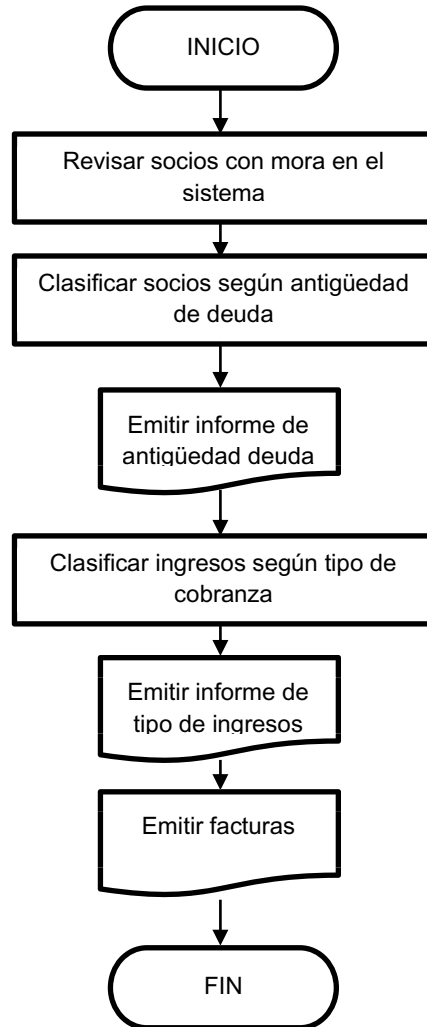 INICIO
Revisar socios con mora en el
sistema
Clasificar socios según antigüedad
de deuda
Emitir informe de
antigüedad deuda
Clasificar ingresos según tipo de
cobranza
Emitir informe de
tipo de ingresos
Emitir facturas
FIN